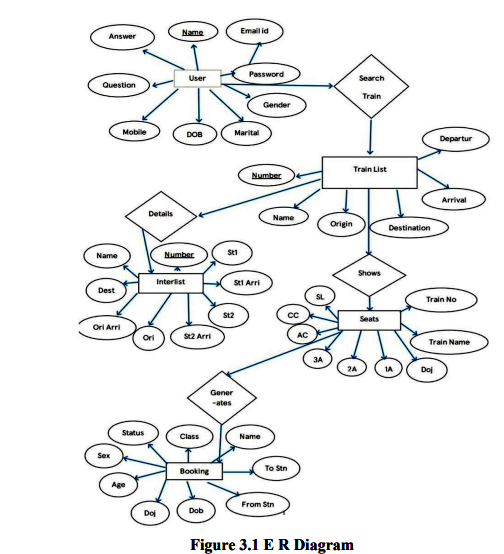 Answer
Name
Email id
Question
User
Password
Search
Train
Gender
Mobile
DOB
Marital
Departur
Number
Train List
Arrival
Name
Origin
Destination
Details
Name
Number
St1
Shows
Dest
Interlist
St1 Arri
SL
Train No
CC
Seats
Ori Arri
Ori
St2 Arri
St2
AC
Train Name
3A
2A
1A
Doj
Gener
-ates
Status
Class
Name
Sex
Booking
To Stn
Age
Doj
Dob
From Stn
Figure 3.1 E R Diagram